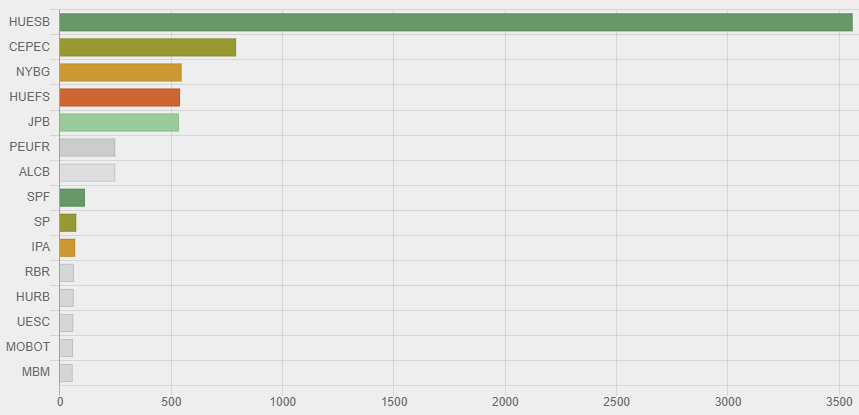 HUESB
CEPEC
NYBG
HUEFS
JPB
PEUFR
ALCB
SPF
SP
IPA
RBR
HURB
UESC
MOBOT
MBM
0 500 1000 1500 2000 2500 3000 3500